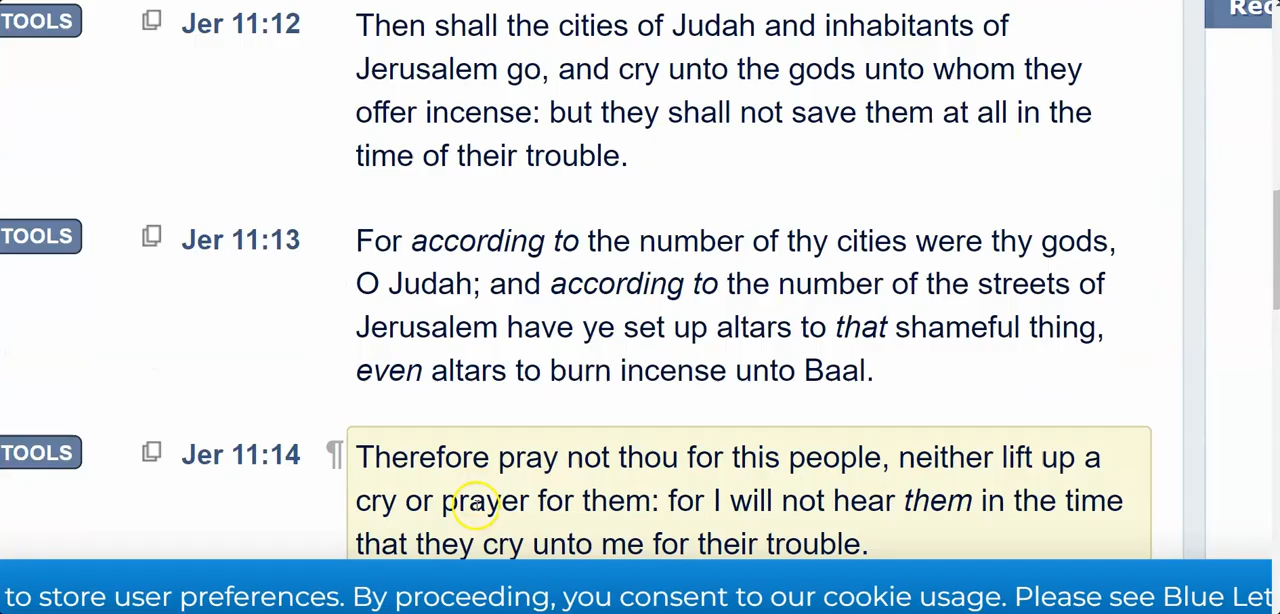 TOOLS Jer 11:12 Then shall the cities of Judah and inhabitants of
Jerusalem go, and cry unto the gods unto whom they
offer incense: but they shall not save them at all in the
time of their trouble.
TOOLS Jer 11:13 For according to the number of thy cities were thy gods,
O Judah; and according to the number of the streets of
Jerusalem have ye set up altars to that shameful thing,
even altars to burn incense unto Baal.
TOOLS Jer 11:14 ¶ Therefore pray not thou for this people, neither lift up a
cry or prayer for them: for I will not hear them in the time
that they cry unto me for their trouble.
to store user preferences. By proceeding, you consent to our cookie usage. Please see Blue Let